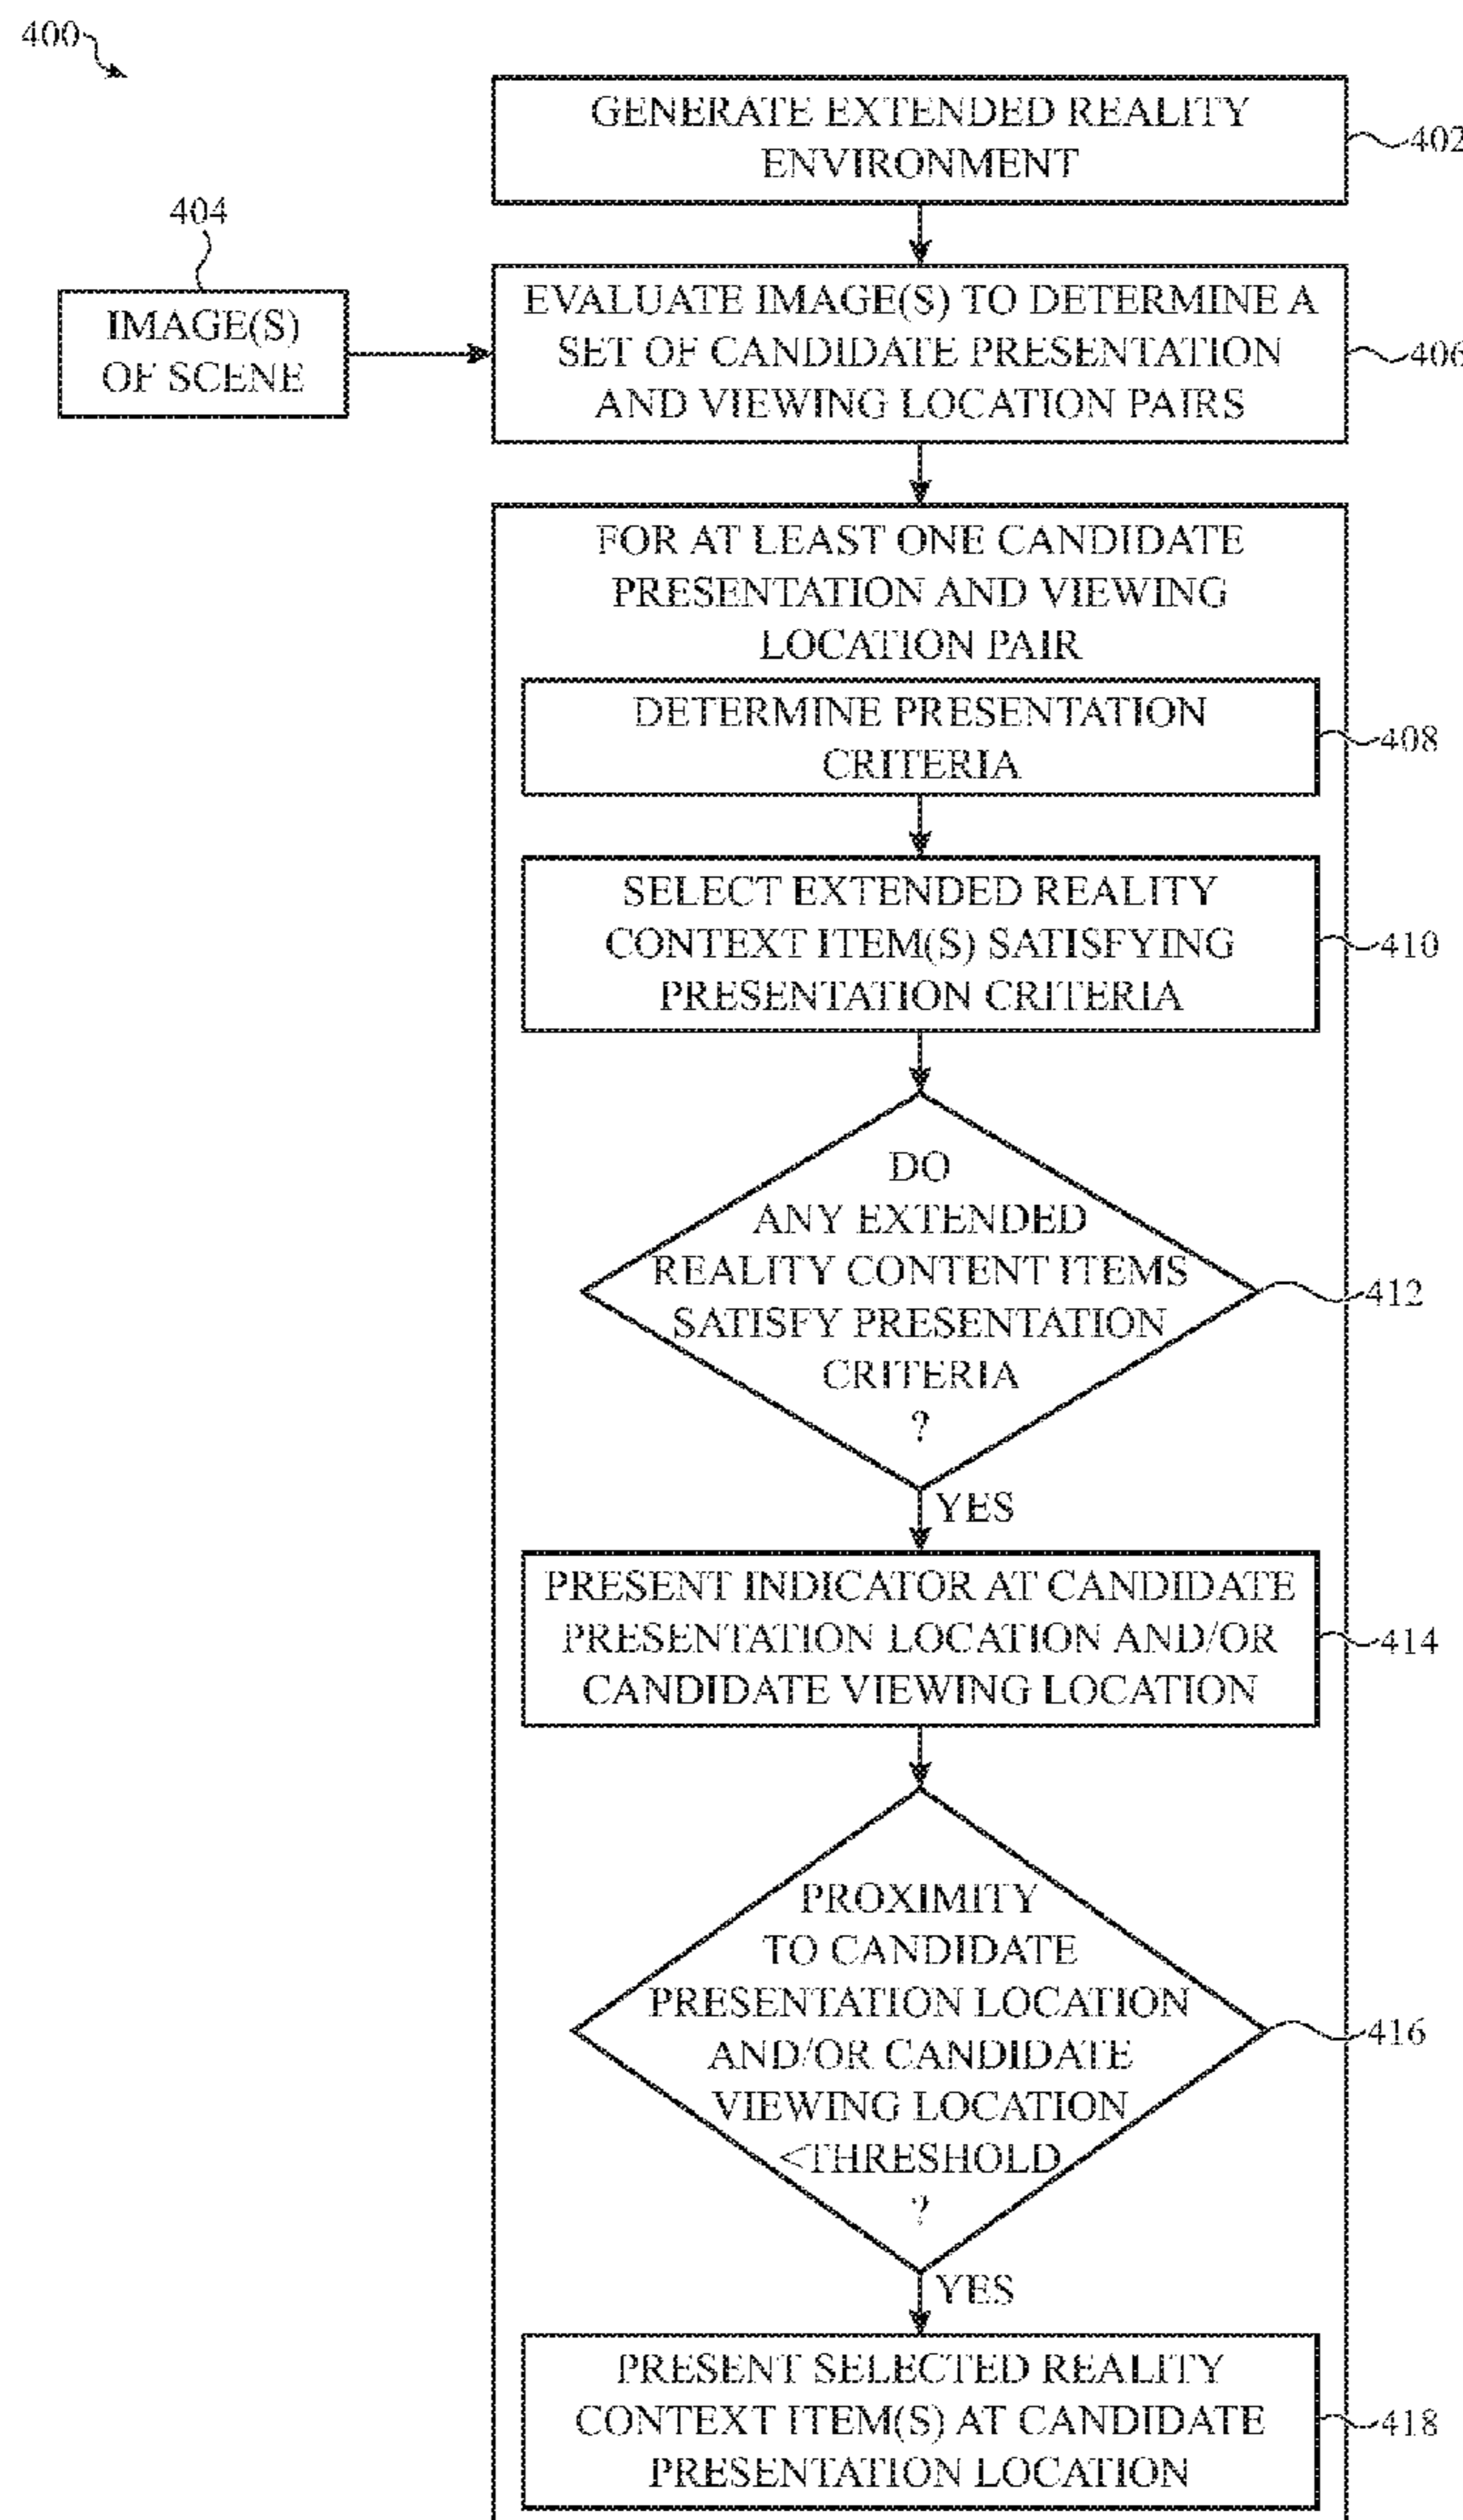 400
GENERATE EXTENDED REALITY
ENVIRONMENT
402
404
IMAGE(S)
OF SCENE
EVALUATE IMAGE(S) TO DETERMINE A
SET OF CANDIDATE PRESENTATION
AND VIEWING LOCATION PAIRS
406
FOR AT LEAST ONE CANDIDATE
PRESENTATION AND VIEWING
LOCATION PAIR
DETERMINE PRESENTATION
CRITERIA
408
SELECT EXTENDED REALITY
CONTEXT ITEM(S) SATISFYING
PRESENTATION CRITERIA
410
DO
ANY EXTENDED
REALITY CONTENT ITEMS
SATISFY PRESENTATION
CRITERIA
?
412
YES
PRESENT INDICATOR AT CANDIDATE
PRESENTATION LOCATION AND/OR
CANDIDATE VIEWING LOCATION
414
PROXIMITY
TO CANDIDATE
PRESENTATION LOCATION
AND/OR CANDIDATE
VIEWING LOCATION
<THRESHOLD
?
416
YES
PRESENT SELECTED REALITY
CONTEXT ITEM(S) AT CANDIDATE
PRESENTATION LOCATION
418